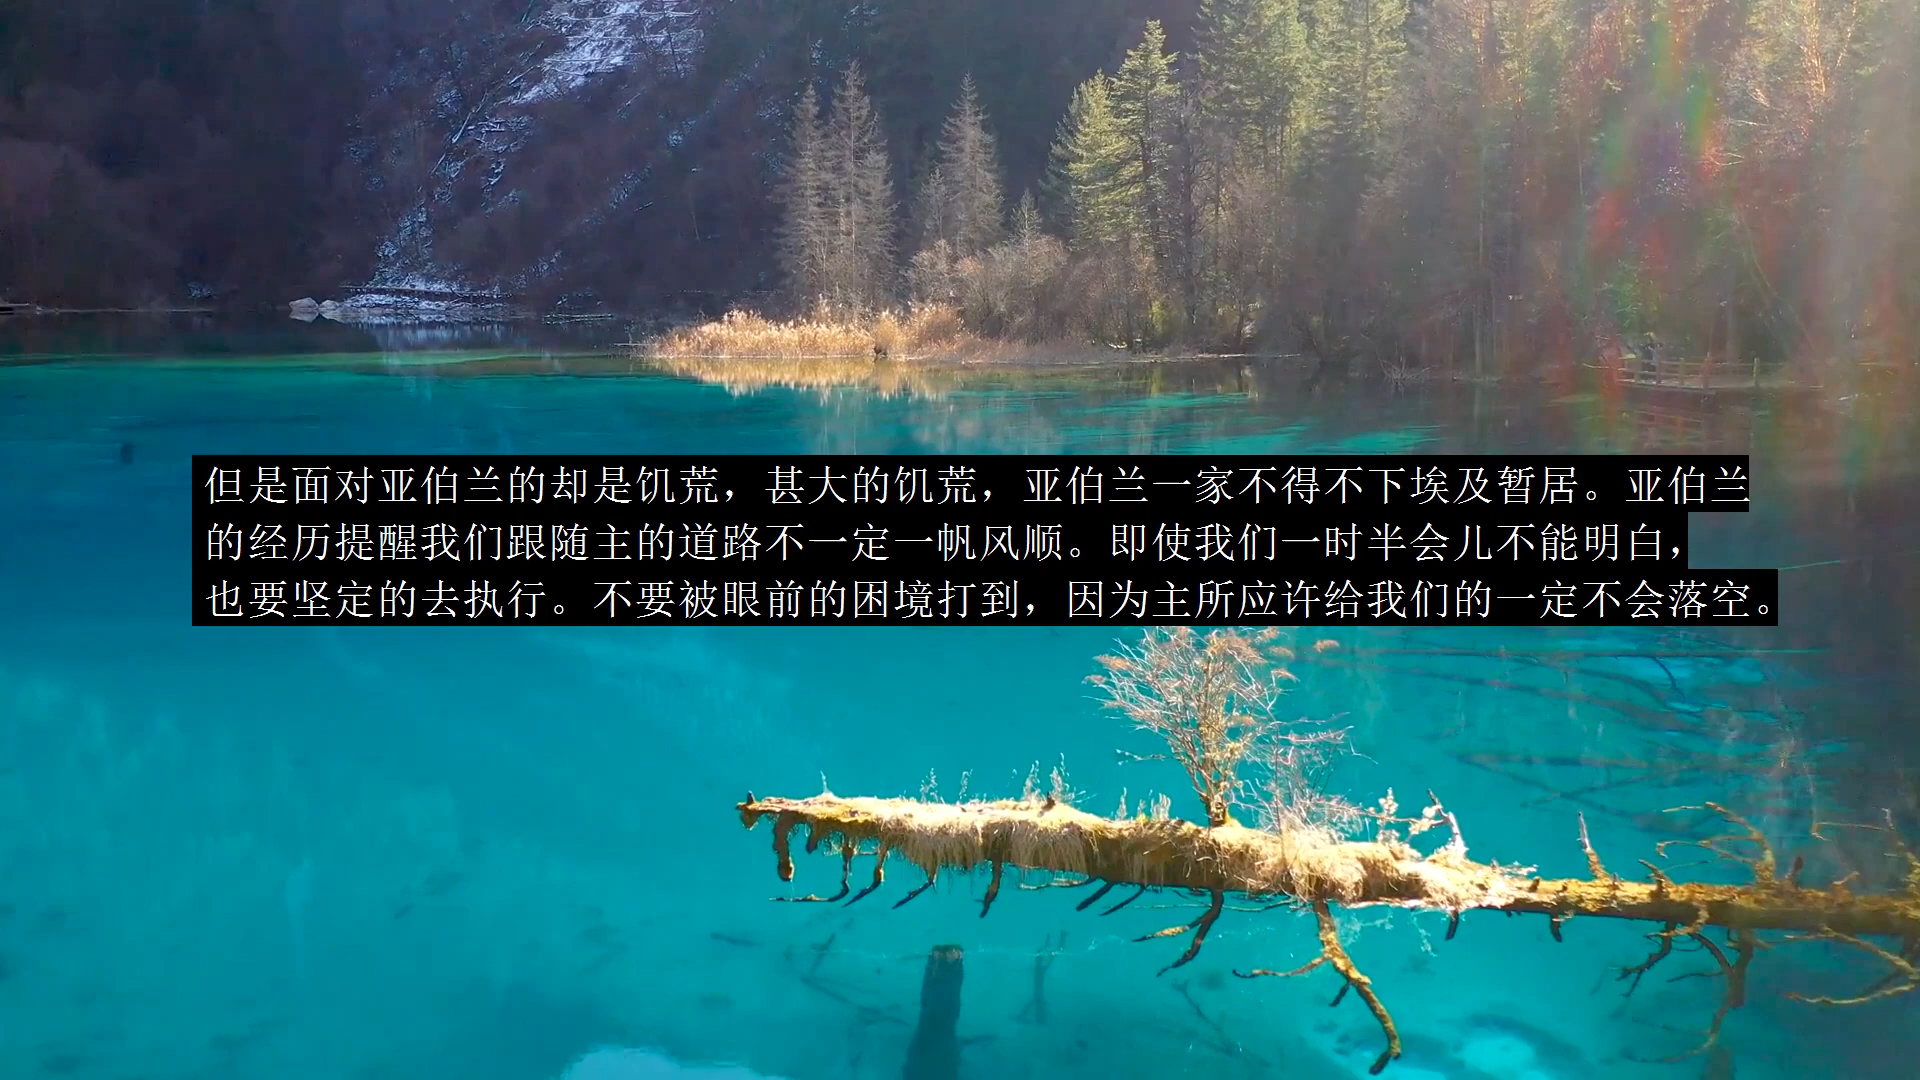 但是面对亚伯兰的却是饥荒，甚大的饥荒，亚伯兰一家不得不下埃及暂居。亚伯兰
的经历提醒我们跟随主的道路不一定一帆风顺。即使我们一时半会儿不能明白，
也要坚定的去执行。不要被眼前的困境打到，因为主所应许给我们的一定不会落空。